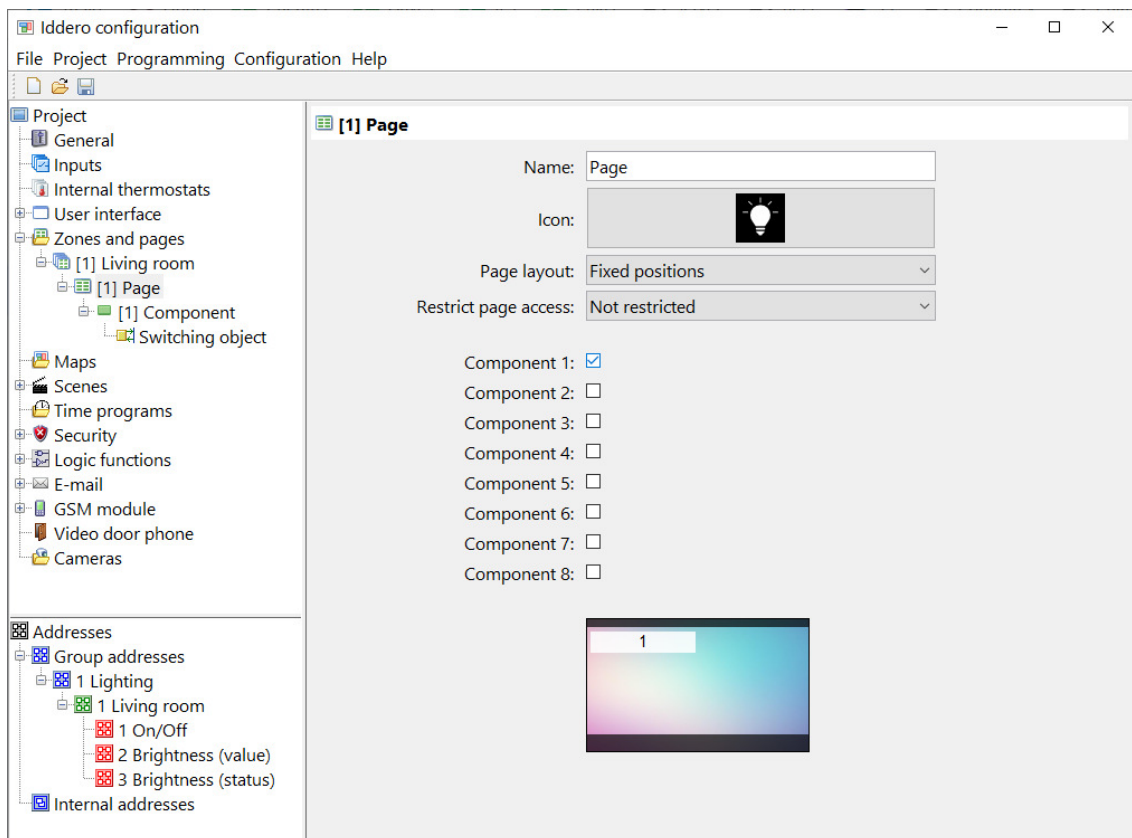 Iddero configuration
File Project Programming Configuration Help
Project
General
Inputs
Internal thermostats
User interface
Zones and pages
[1] Living room
[1] Page
[1] Component
Switching object
Maps
Scenes
Time programs
Security
Logic functions
E-mail
GSM module
Video door phone
Cameras
Addresses
Group addresses
1 Lighting
1 Living room
1 On/Off
2 Brightness (value)
3 Brightness (status)
Internal addresses
[1] Page
Name: Page
Icon:
Page layout: Fixed positions
Restrict page access: Not restricted
Component 1:
Component 2:
Component 3:
Component 4:
Component 5:
Component 6:
Component 7:
Component 8:
1